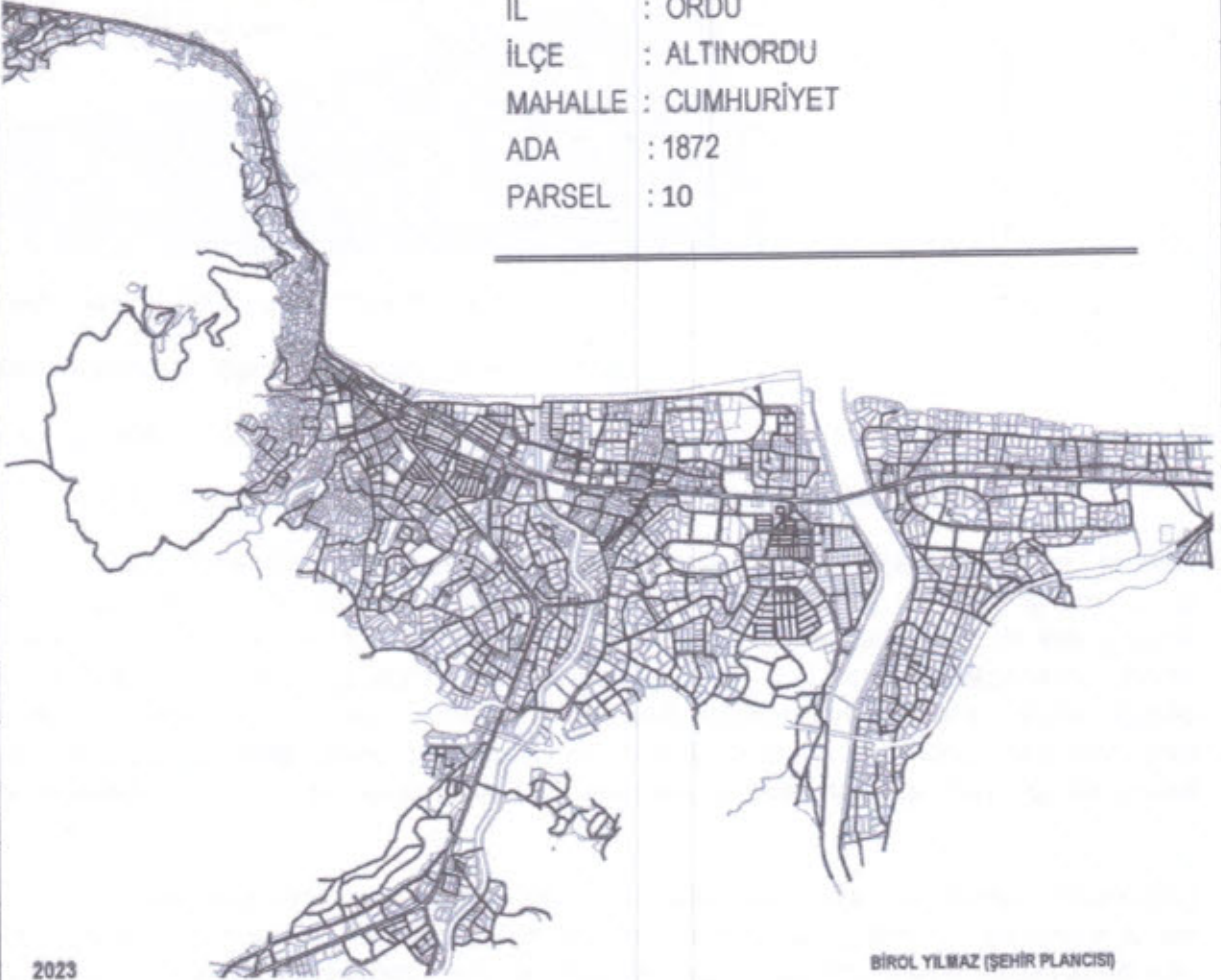 İL : ORDU
İLÇE : ALTINORDU
MAHALLE : CUMHURİYET
ADA : 1872
PARSEL : 10
2023
BİROL YILMAZ (ŞEHİR PLANCISI)